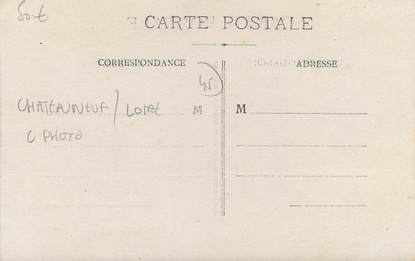 50 €
CARTE POSTALE
CORRESPONDANCE
ADRESSE
45
CHATEAUNEUF / LOIRE
M
M
C PHOTO